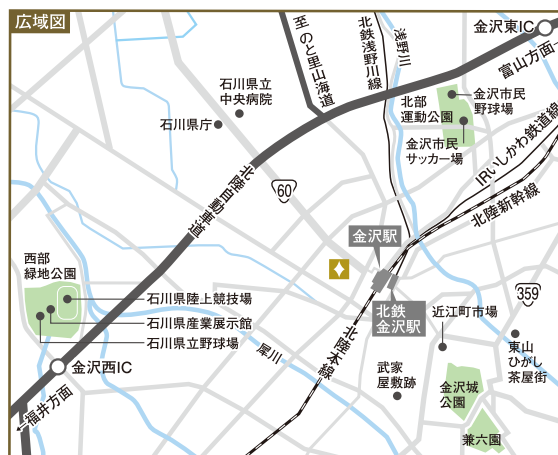 広域図
金沢東IC
富山方面→
至 のと里山海道
北鉄浅野川線
浅野川
石川県立
中央病院
石川県庁
北部
運動公園
金沢市民
野球場
金沢市民
サッカー場
IRいしかわ鉄道線
北陸新幹線
北陸自動車道
60
金沢駅
西部
緑地公園
石川県陸上競技場
石川県産業展示館
石川県立野球場
北鉄
金沢駅
近江町市場
359
東山
ひがし
茶屋街
金沢西IC
←福井方面
犀川
北陸本線
武家
屋敷跡
金沢城
公園
兼六園